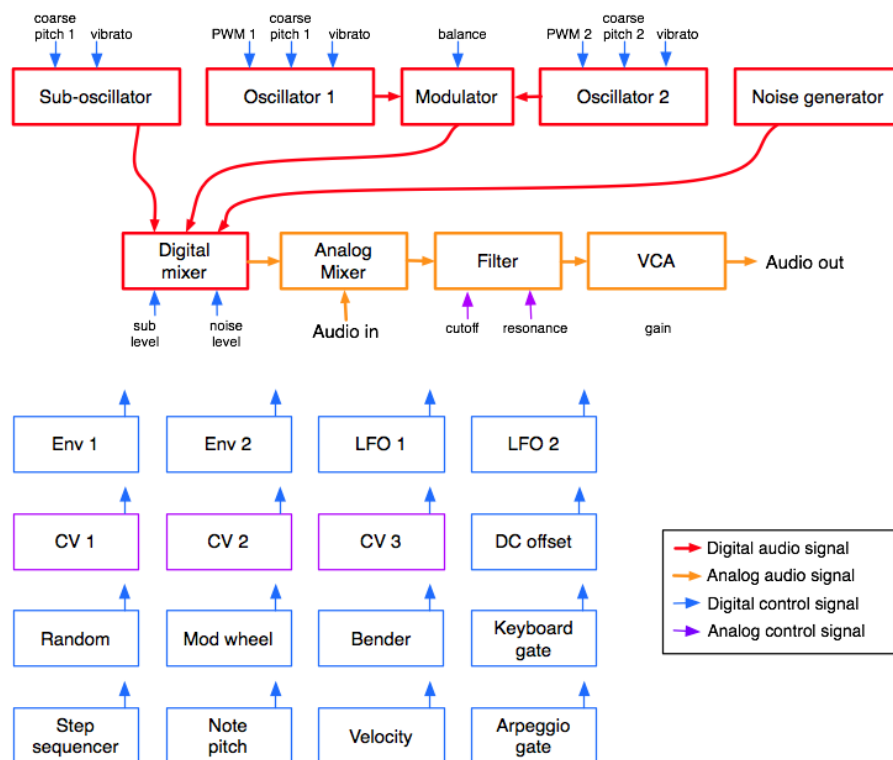 coarse
pitch 1
vibrato
PWM 1
coarse
pitch 1
vibrato
balance
PWM 2
coarse
pitch 2
vibrato
Sub-oscillator
Oscillator 1
Modulator
Oscillator 2
Noise generator
Digital
mixer
Analog
Mixer
Filter
VCA
Audio out
sub
level
noise
level
Audio in
cutoff
resonance
gain
Env 1
Env 2
LFO 1
LFO 2
CV 1
CV 2
CV 3
DC offset
Random
Mod wheel
Bender
Keyboard
gate
Step
sequencer
Note
pitch
Velocity
Arpeggio
gate
Digital audio signal
Analog audio signal
Digital control signal
Analog control signal